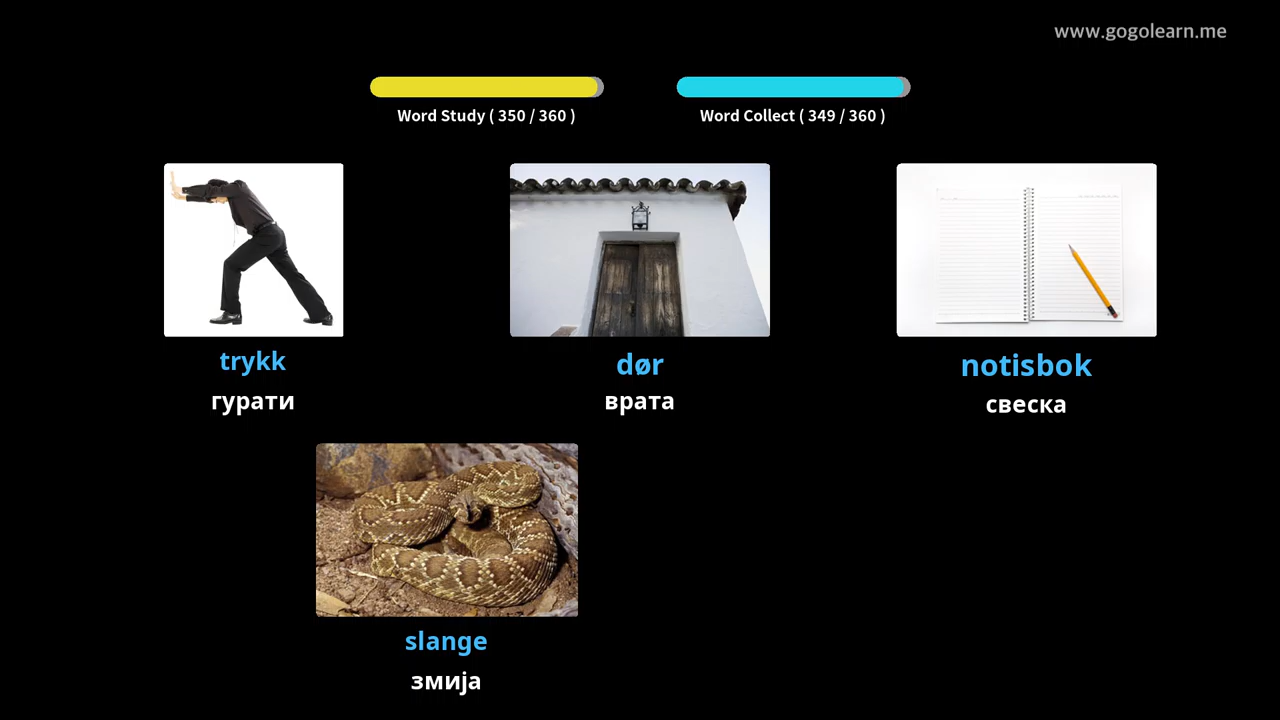 www.gogolearn.me
Word Study ( 350 / 360 )
Word Collect ( 349 / 360 )
trykk
гурати
dør
врата
notisbok
свеска
slange
змија